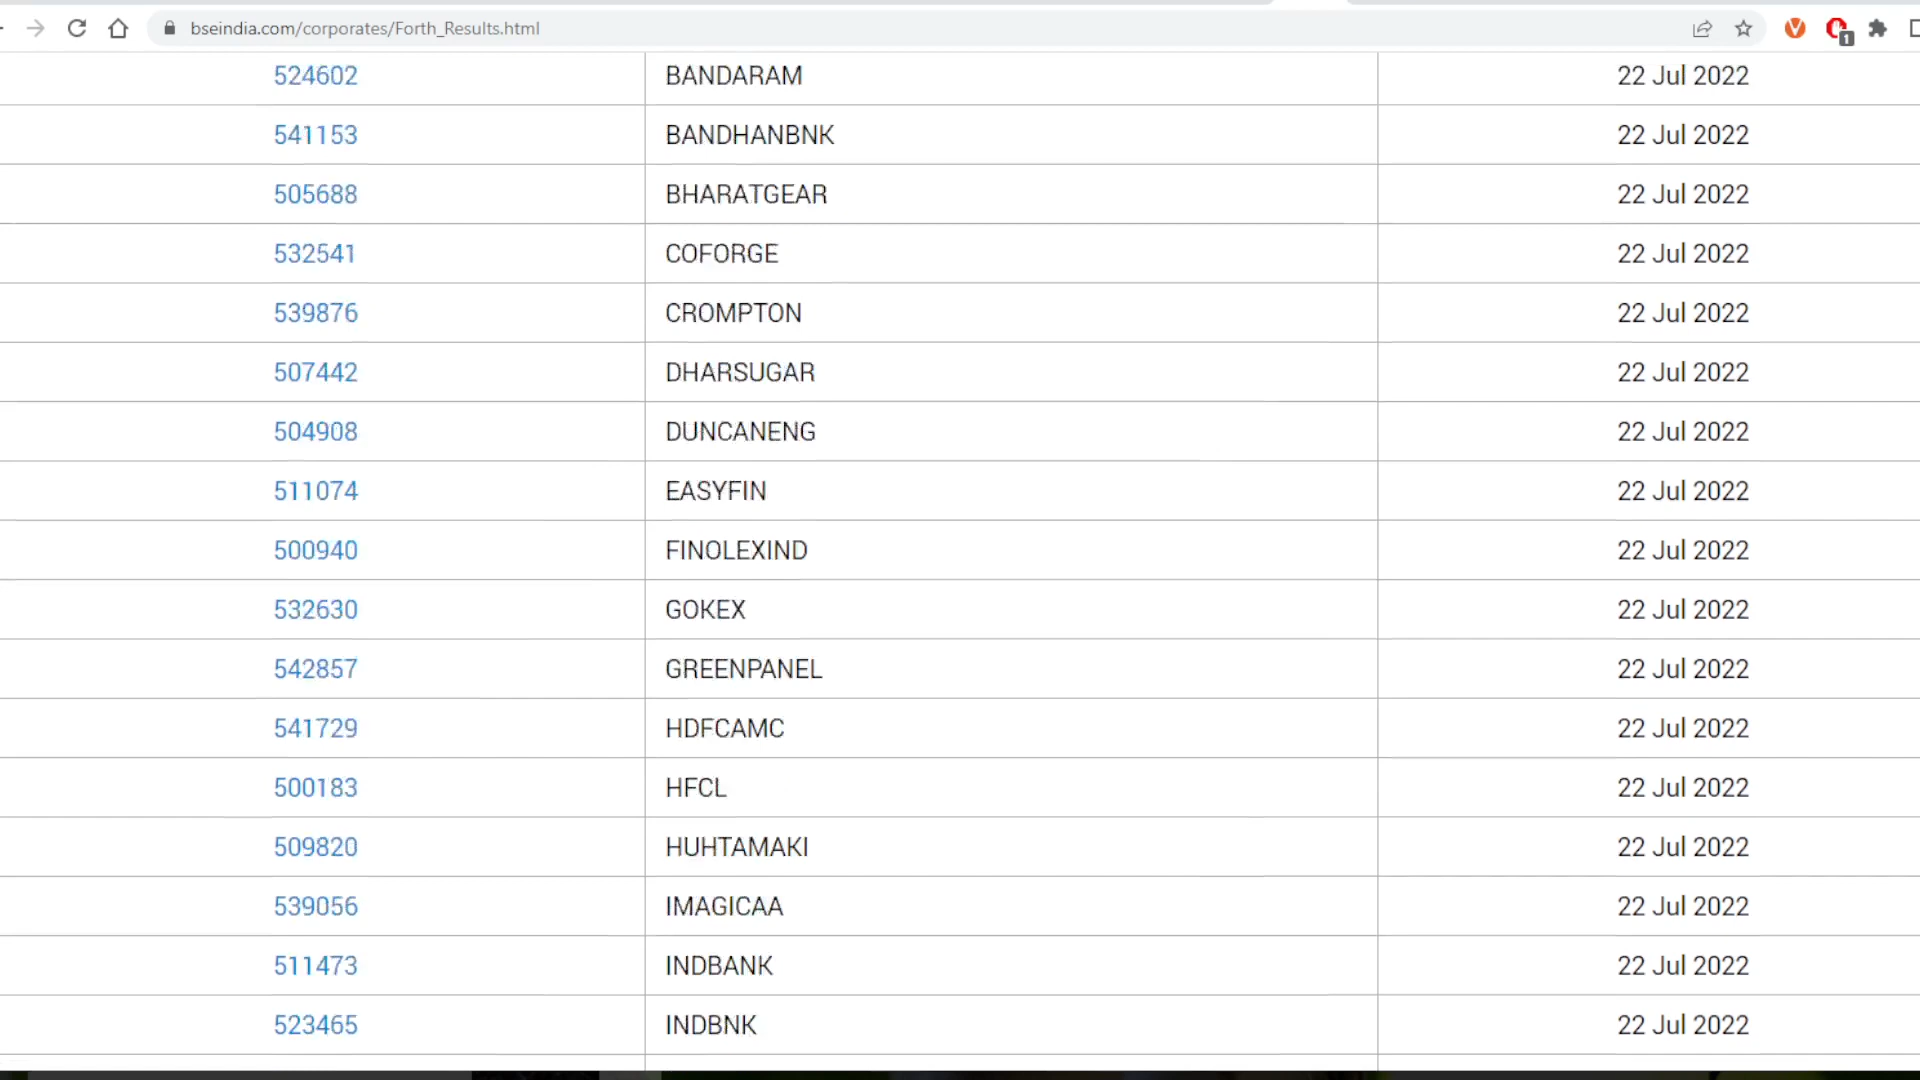 bseindia.com/corporates/Forth_Results.html
1
524602 BANDARAM 22 Jul 2022
541153 BANDHANBNK 22 Jul 2022
505688 BHARATGEAR 22 Jul 2022
532541 COFORGE 22 Jul 2022
539876 CROMPTON 22 Jul 2022
507442 DHARSUGAR 22 Jul 2022
504908 DUNCANENG 22 Jul 2022
511074 EASYFIN 22 Jul 2022
500940 FINOLEXIND 22 Jul 2022
532630 GOKEX 22 Jul 2022
542857 GREENPANEL 22 Jul 2022
541729 HDFCAMC 22 Jul 2022
500183 HFCL 22 Jul 2022
509820 HUHTAMAKI 22 Jul 2022
539056 IMAGICAA 22 Jul 2022
511473 INDBANK 22 Jul 2022
523465 INDBNK 22 Jul 2022